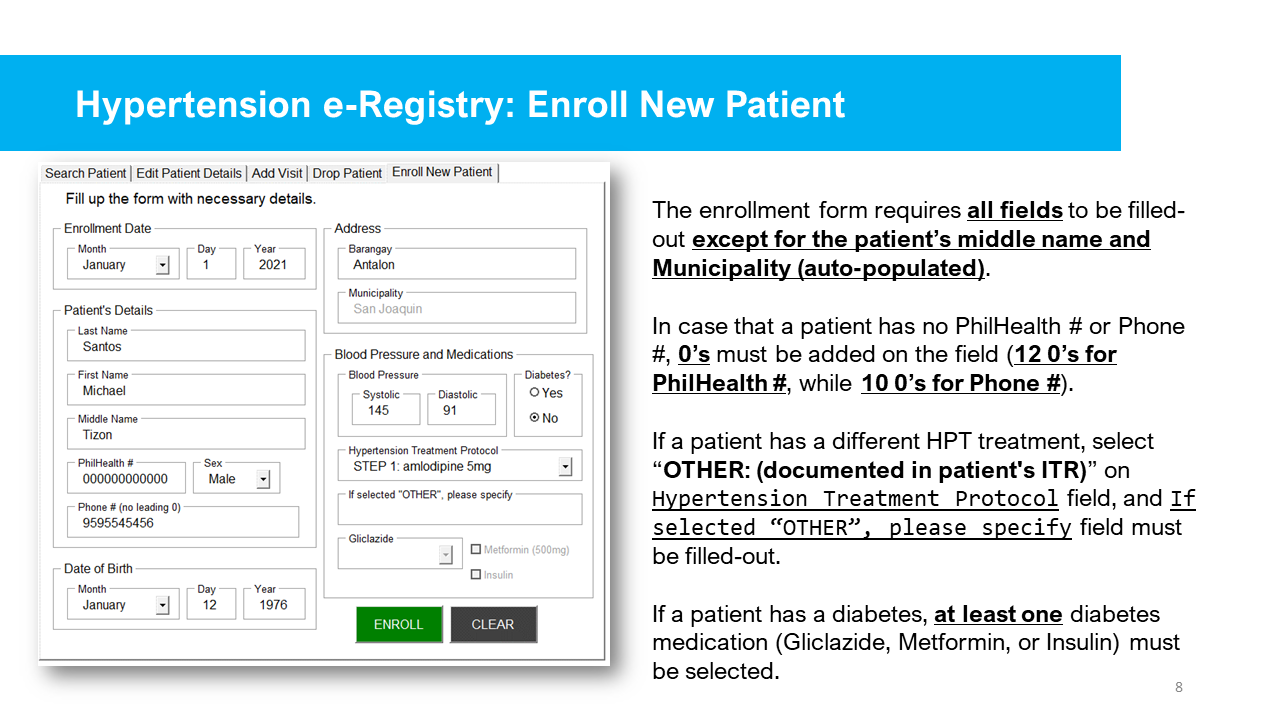 Hypertension e-Registry: Enroll New Patient
Search Patient Edit Patient Details Add Visit Drop Patient Enroll New Patient
Fill up the form with necessary details.
Enrollment Date
Month Day Year
January 1 2021
Patient's Details
Last Name
Santos
First Name
Michael
Middle Name
Tizon
PhilHealth # Sex
000000000000 Male
Phone # (no leading 0)
9595545456
Date of Birth
Month Day Year
January 12 1976
Address
Barangay
Antalon
Municipality
San Joaquin
Blood Pressure and Medications
Blood Pressure Diabetes?
Systolic Diastolic Yes
145 91 No
Hypertension Treatment Protocol
STEP 1: amlodipine 5mg
If selected "OTHER", please specify
Gliclazide
Metformin (500mg)
Insulin
ENROLL CLEAR
The enrollment form requires all fields to be filled-
out except for the patient’s middle name and
Municipality (auto-populated).
In case that a patient has no PhilHealth # or Phone
#, 0’s must be added on the field (12 0’s for
PhilHealth #, while 10 0’s for Phone #).
If a patient has a different HPT treatment, select
“OTHER: (documented in patient's ITR)” on
Hypertension Treatment Protocol field, and If
selected “OTHER”, please specify field must
be filled-out.
If a patient has a diabetes, at least one diabetes
medication (Gliclazide, Metformin, or Insulin) must
be selected.
8